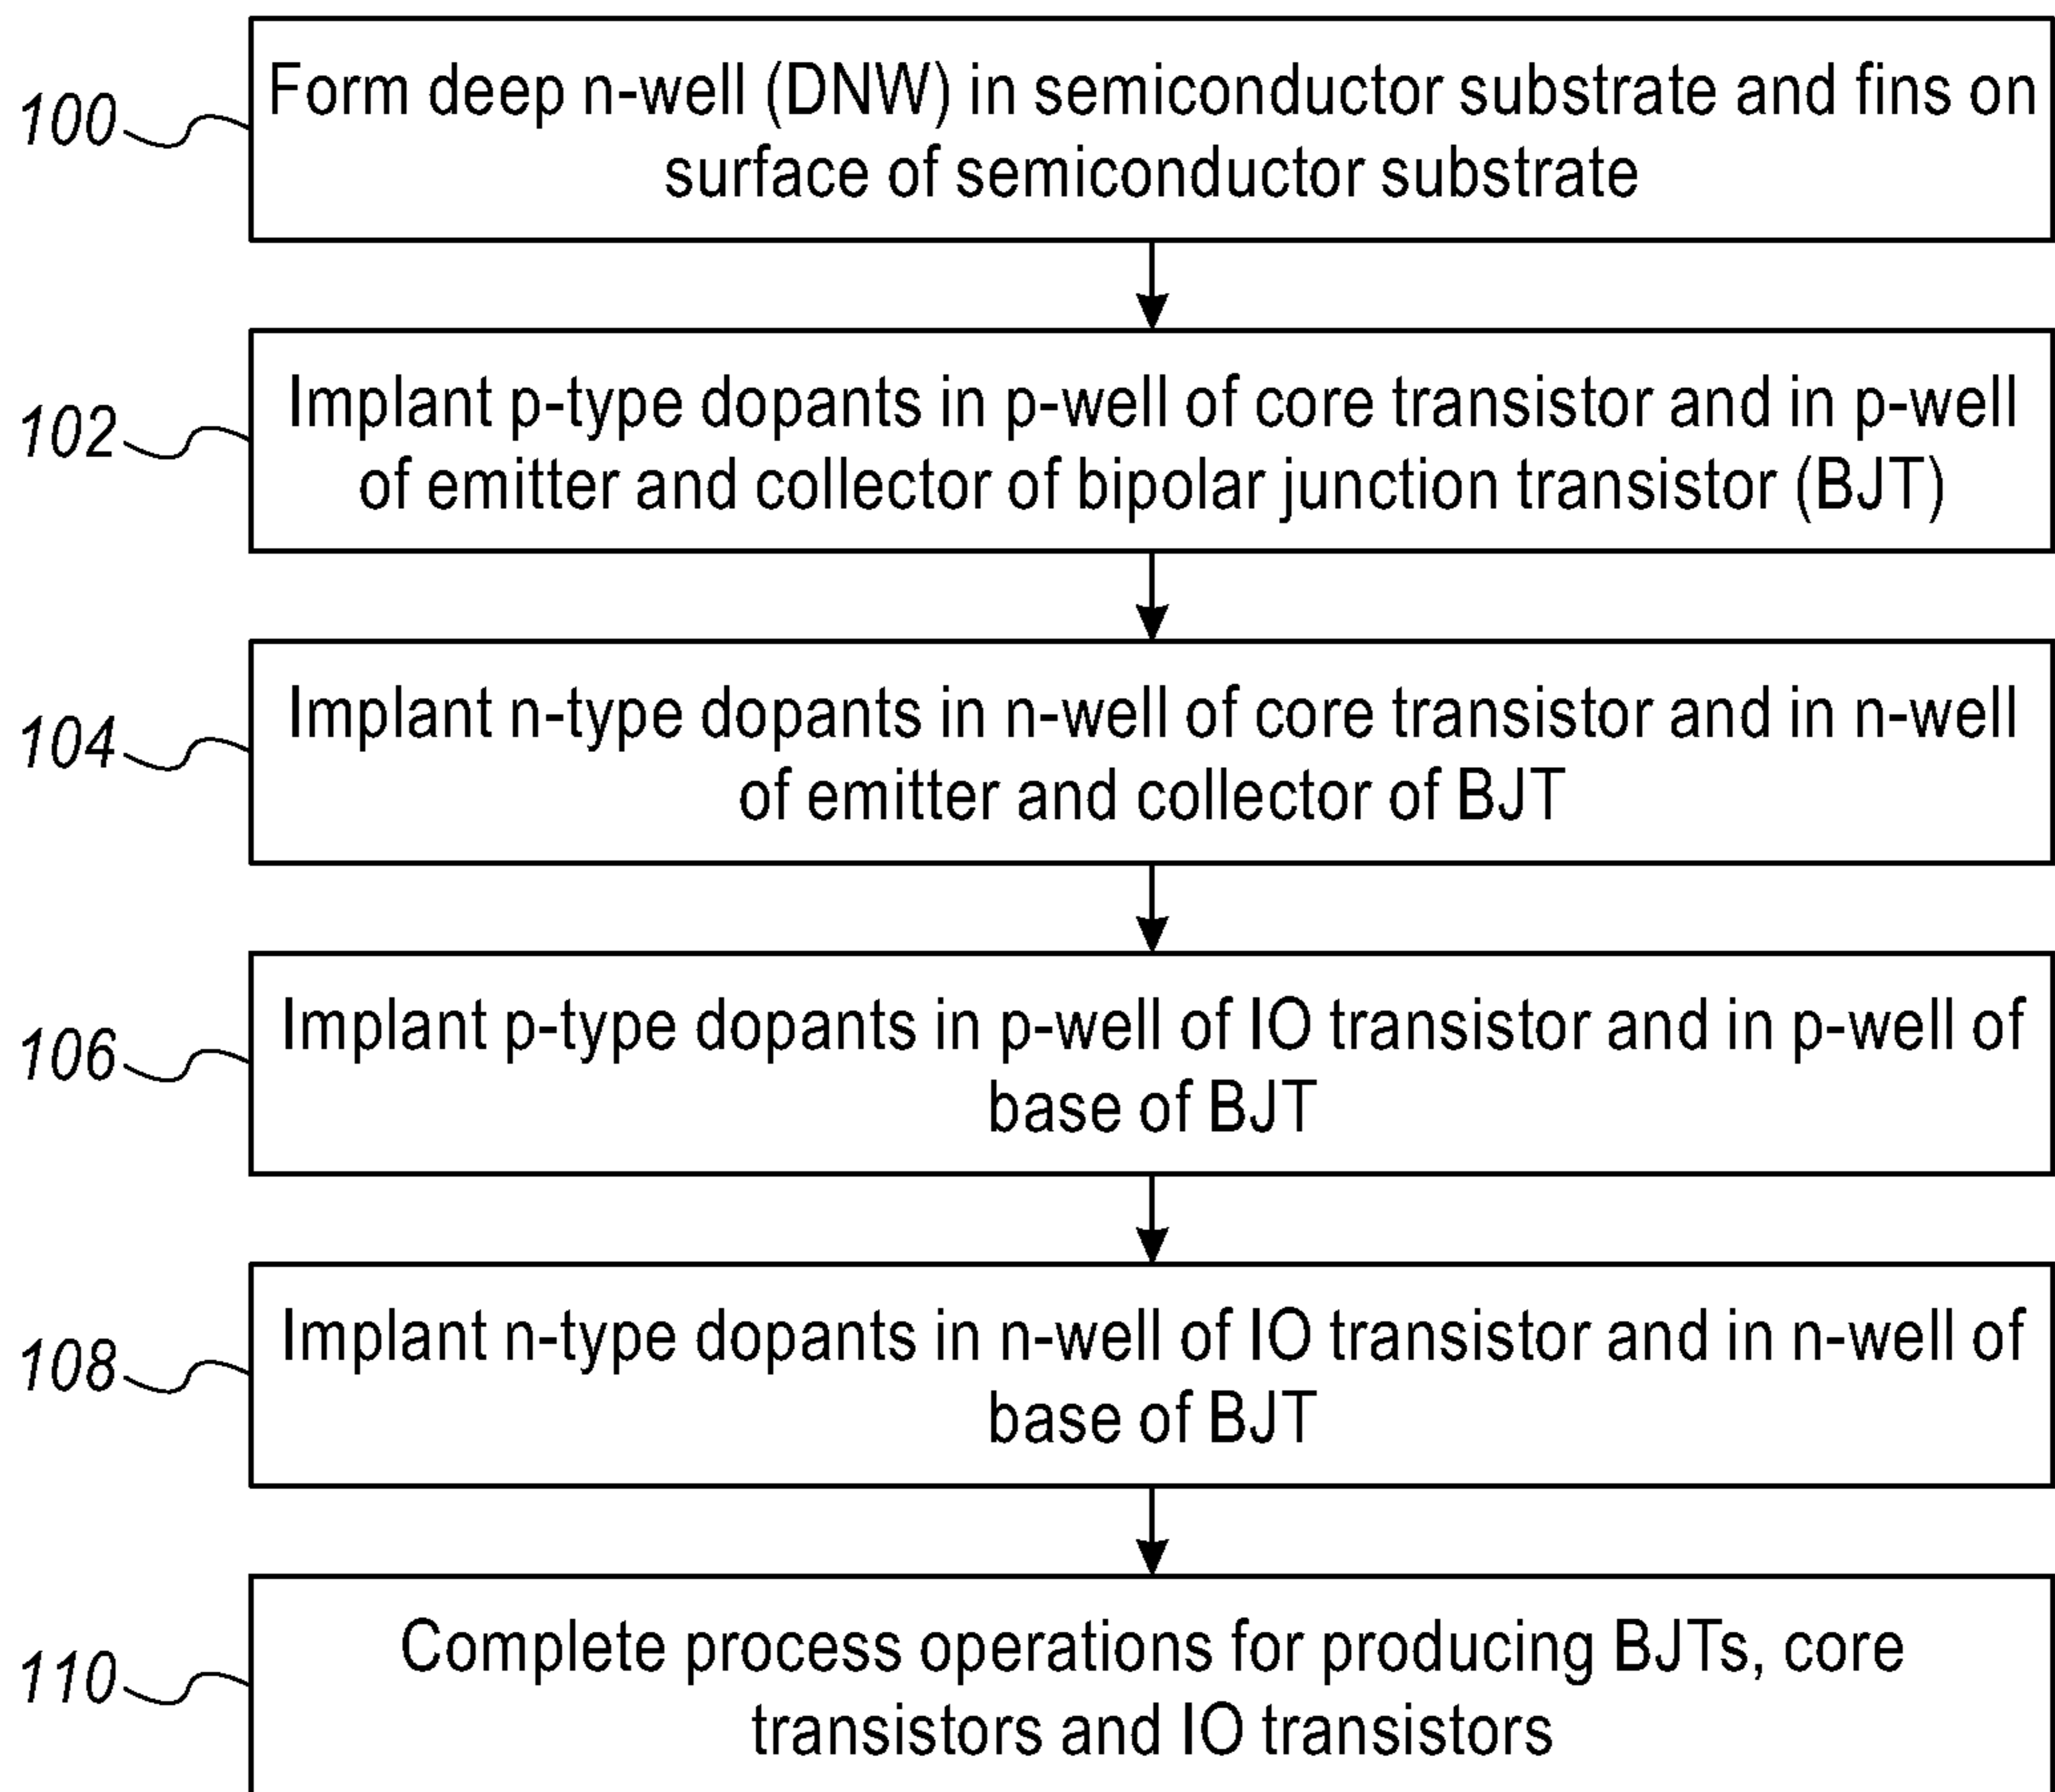 100
Form deep n-well (DNW) in semiconductor substrate and fins on
surface of semiconductor substrate
102
Implant p-type dopants in p-well of core transistor and in p-well
of emitter and collector of bipolar junction transistor (BJT)
104
Implant n-type dopants in n-well of core transistor and in n-well
of emitter and collector of BJT
106
Implant p-type dopants in p-well of IO transistor and in p-well of
base of BJT
108
Implant n-type dopants in n-well of IO transistor and in n-well of
base of BJT
110
Complete process operations for producing BJTs, core
transistors and IO transistors